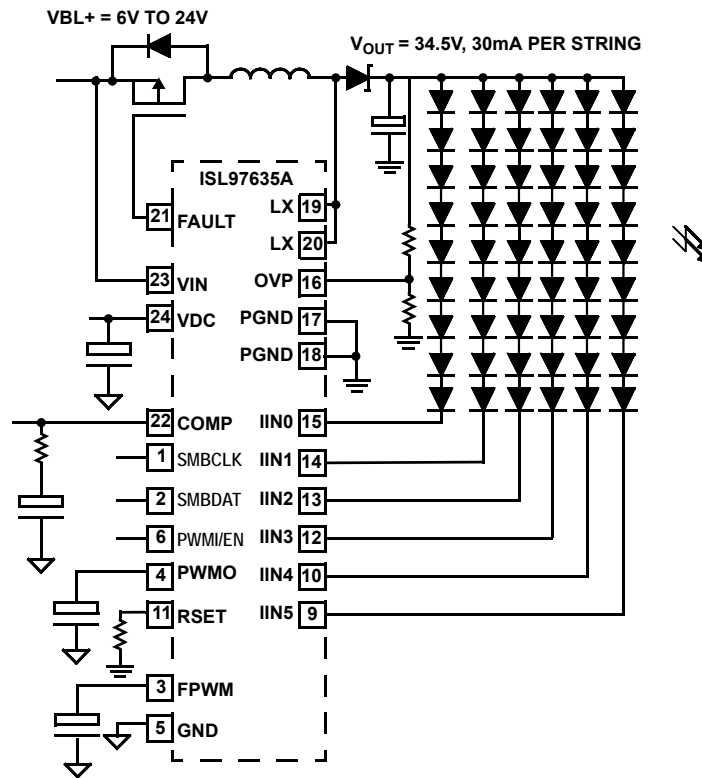 VBL+ = 6V TO 24V
VOUT = 34.5V, 30mA PER STRING
ISL97635A
21 FAULT
LX 19
LX 20
23 VIN
OVP 16
24 VDC
PGND 17
PGND 18
22 COMP
IIN0 15
1 SMBCLK
IIN1 14
2 SMBDAT
IIN2 13
6 PWMI/EN
IIN3 12
4 PWMO
IIN4 10
11 RSET
IIN5 9
3 FPWM
5 GND